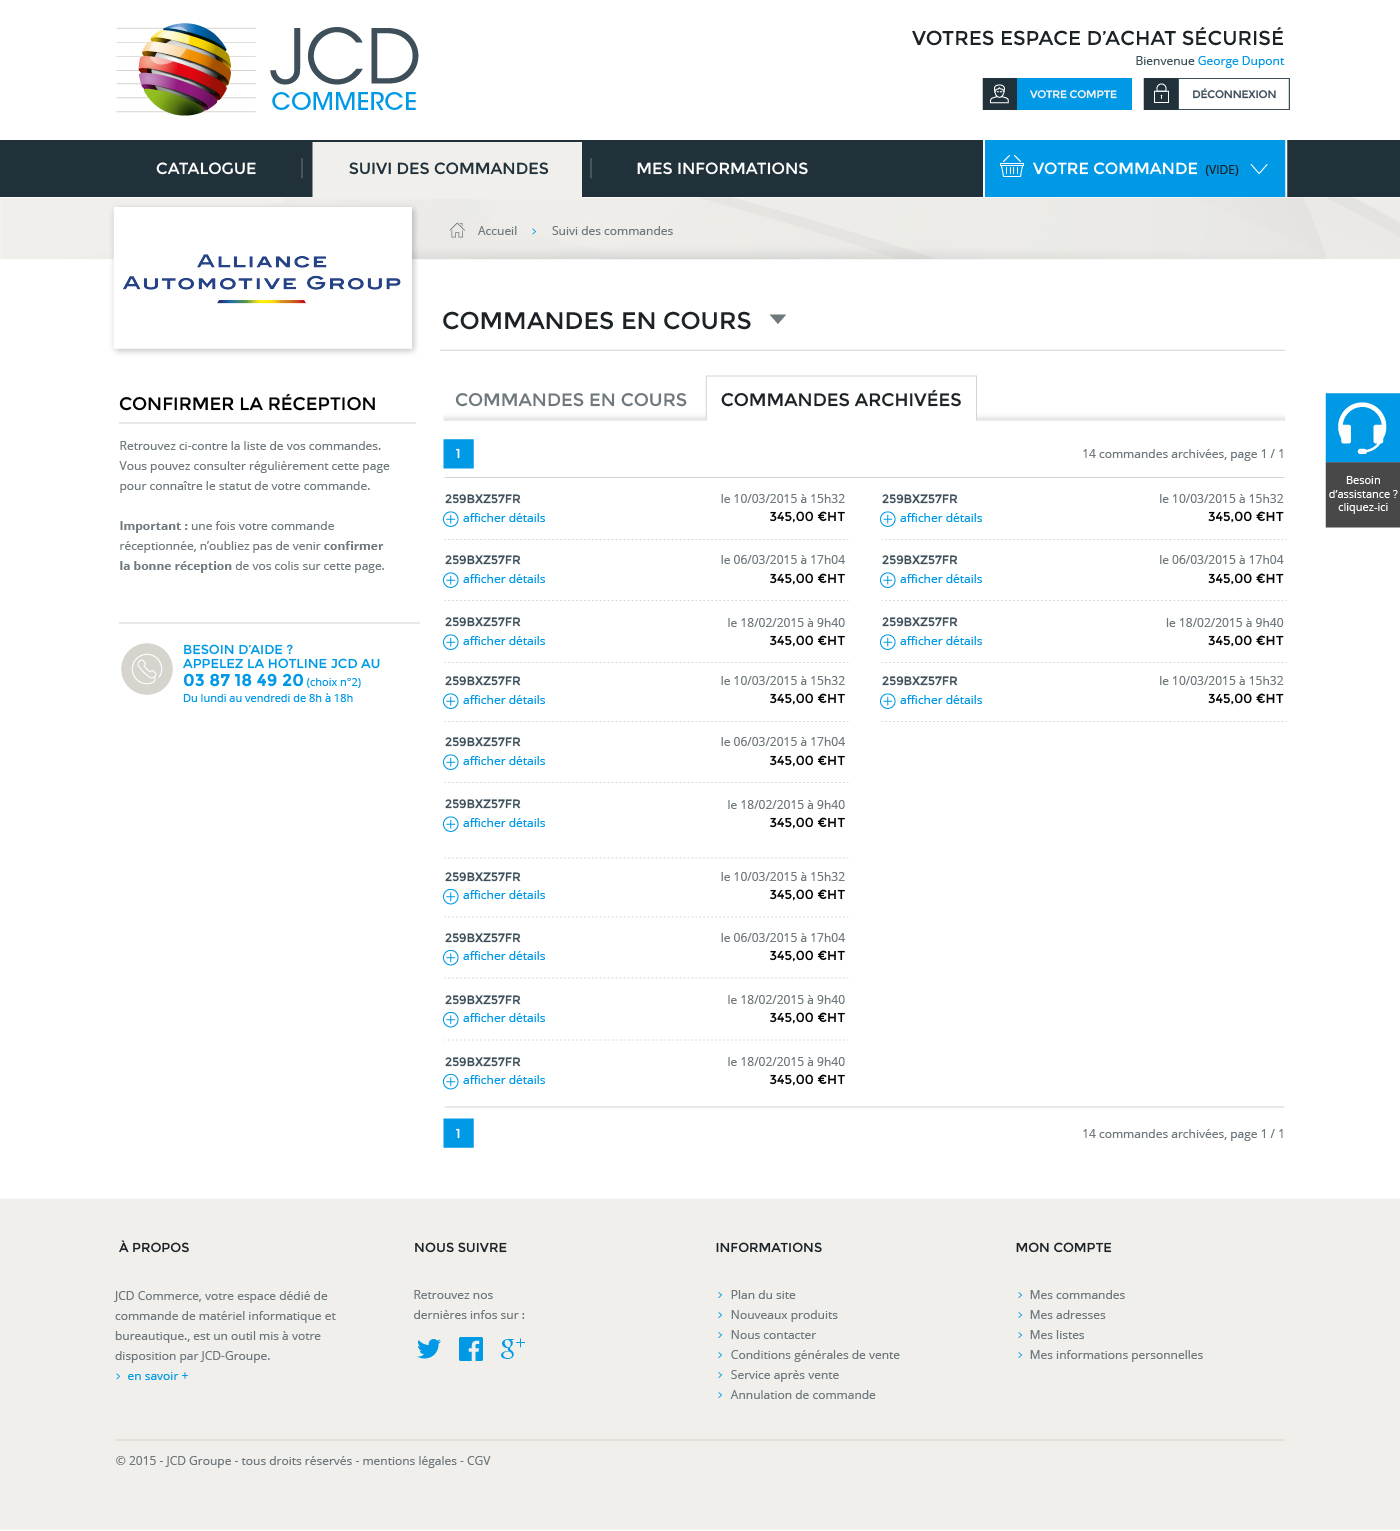 JCD
COMMERCE
VOTRES ESPACE D’ACHAT SÉCURISÉ
Bienvenue George Dupont
VOTRE COMPTE
DÉCONNEXION
CATALOGUE
SUIVI DES COMMANDES
MES INFORMATIONS
VOTRE COMMANDE (VIDE)
ALLIANCE
AUTOMOTIVE GROUP
Accueil > Suivi des commandes
COMMANDES EN COURS
CONFIRMER LA RÉCEPTION
Retrouvez ci-contre la liste de vos commandes.
Vous pouvez consulter régulièrement cette page
pour connaître le statut de votre commande.
Important : une fois votre commande
réceptionnée, n’oubliez pas de venir confirmer
la bonne réception de vos colis sur cette page.
BESOIN D’AIDE ?
APPELEZ LA HOTLINE JCD AU
03 87 18 49 20 (choix n°2)
Du lundi au vendredi de 8h à 18h
COMMANDES EN COURS
COMMANDES ARCHIVÉES
1
14 commandes archivées, page 1 / 1
259BXZ57FR le 10/03/2015 à 15h32
afficher détails 345,00 €HT
259BXZ57FR le 06/03/2015 à 17h04
afficher détails 345,00 €HT
259BXZ57FR le 18/02/2015 à 9h40
afficher détails 345,00 €HT
259BXZ57FR le 10/03/2015 à 15h32
afficher détails 345,00 €HT
259BXZ57FR le 06/03/2015 à 17h04
afficher détails 345,00 €HT
259BXZ57FR le 18/02/2015 à 9h40
afficher détails 345,00 €HT
259BXZ57FR le 10/03/2015 à 15h32
afficher détails 345,00 €HT
259BXZ57FR le 06/03/2015 à 17h04
afficher détails 345,00 €HT
259BXZ57FR le 18/02/2015 à 9h40
afficher détails 345,00 €HT
259BXZ57FR le 18/02/2015 à 9h40
afficher détails 345,00 €HT
259BXZ57FR le 10/03/2015 à 15h32
afficher détails 345,00 €HT
259BXZ57FR le 06/03/2015 à 17h04
afficher détails 345,00 €HT
259BXZ57FR le 18/02/2015 à 9h40
afficher détails 345,00 €HT
259BXZ57FR le 10/03/2015 à 15h32
afficher détails 345,00 €HT
1
14 commandes archivées, page 1 / 1
Besoin
d’assistance ?
cliquez-ici
À PROPOS
JCD Commerce, votre espace dédié de
commande de matériel informatique et
bureautique., est un outil mis à votre
disposition par JCD-Groupe.
> en savoir +
NOUS SUIVRE
Retrouvez nos
dernières infos sur :
g+
INFORMATIONS
> Plan du site
> Nouveaux produits
> Nous contacter
> Conditions générales de vente
> Service après vente
> Annulation de commande
MON COMPTE
> Mes commandes
> Mes adresses
> Mes listes
> Mes informations personnelles
© 2015 - JCD Groupe - tous droits réservés - mentions légales - CGV